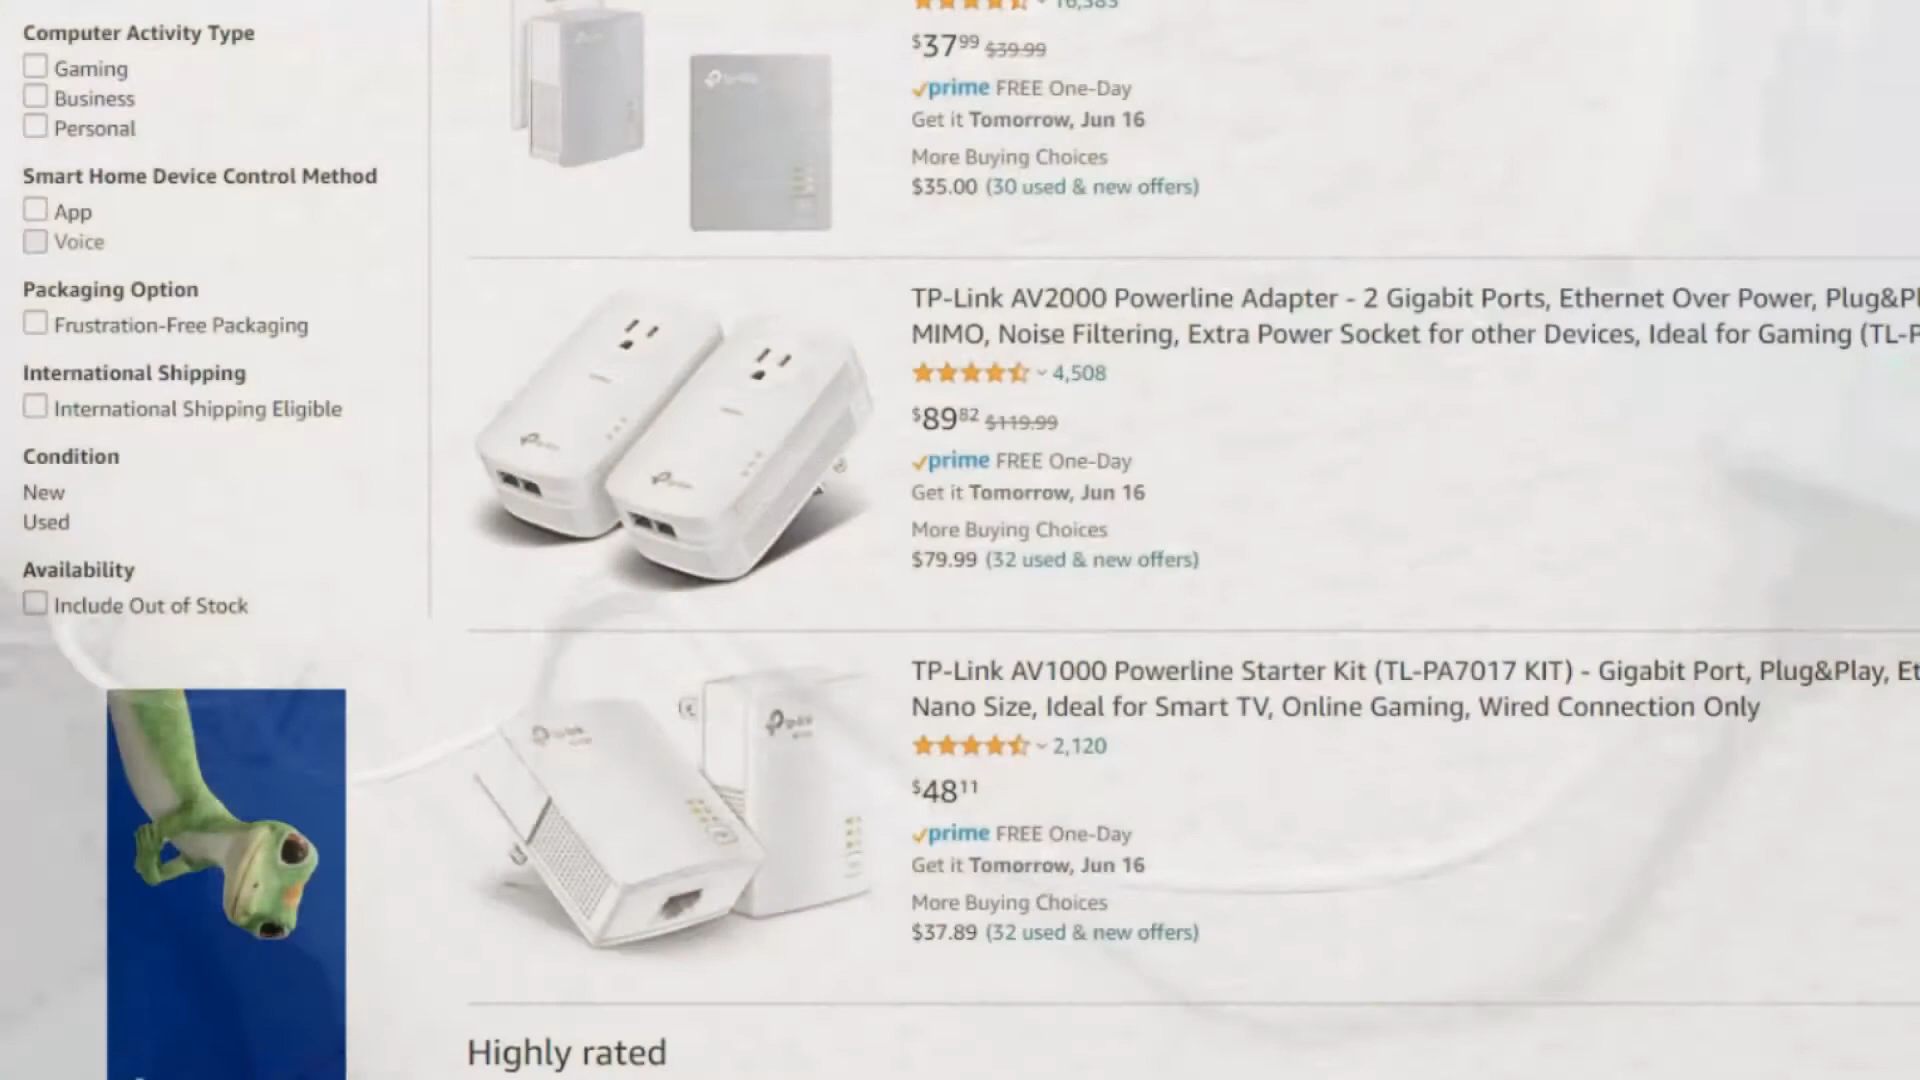 Computer Activity Type
Gaming
Business
Personal
Smart Home Device Control Method
App
Voice
Packaging Option
Frustration-Free Packaging
International Shipping
International Shipping Eligible
Condition
New
Used
Availability
Include Out of Stock
16,383
$37.99 $39.99
prime FREE One-Day
Get it Tomorrow, Jun 16
More Buying Choices
$35.00 (30 used & new offers)
TP-Link AV2000 Powerline Adapter - 2 Gigabit Ports, Ethernet Over Power, Plug&Pl
MIMO, Noise Filtering, Extra Power Socket for other Devices, Ideal for Gaming (TL-P
4,508
$89.82 $119.99
prime FREE One-Day
Get it Tomorrow, Jun 16
More Buying Choices
$79.99 (32 used & new offers)
TP-Link AV1000 Powerline Starter Kit (TL-PA7017 KIT) - Gigabit Port, Plug&Play, Et
Nano Size, Ideal for Smart TV, Online Gaming, Wired Connection Only
2,120
$48.11
prime FREE One-Day
Get it Tomorrow, Jun 16
More Buying Choices
$37.89 (32 used & new offers)
Highly rated